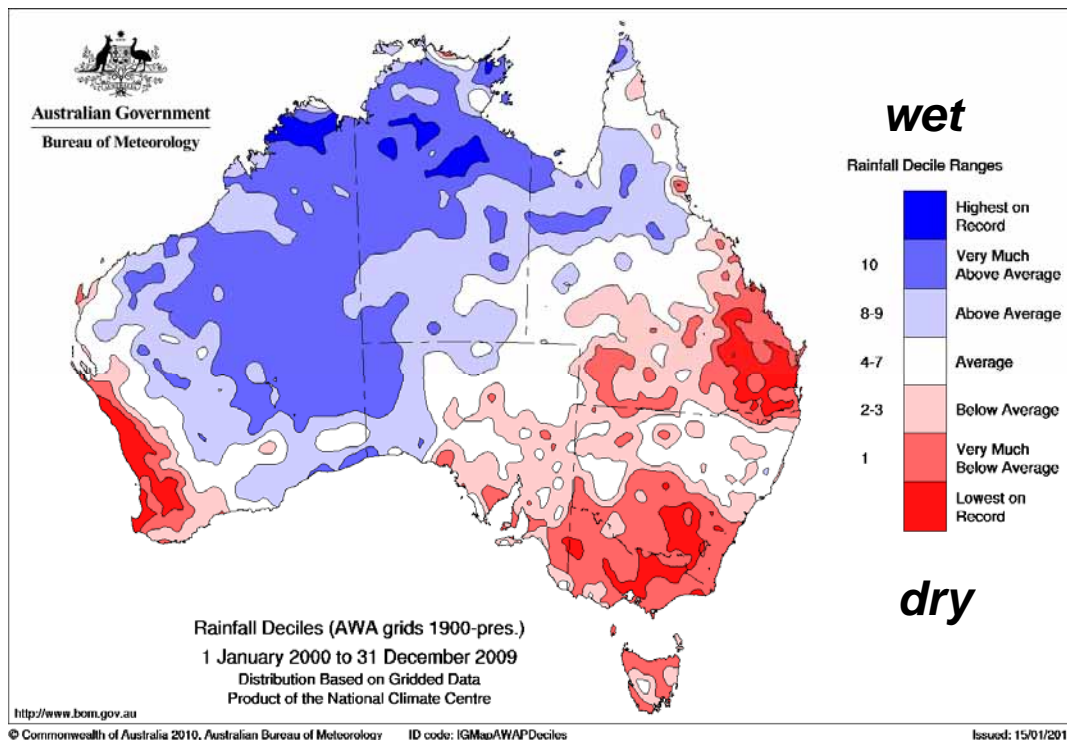 Australian Government
Bureau of Meteorology
wet
Rainfall Decile Ranges
Highest on
Record
10
Very Much
Above Average
8-9
Above Average
4-7
Average
2-3
Below Average
1
Very Much
Below Average
Lowest on
Record
dry
Rainfall Deciles (AWA grids 1900-pres.)
1 January 2000 to 31 December 2009
Distribution Based on Gridded Data
Product of the National Climate Centre
http://www.bom.gov.au
© Commonwealth of Australia 2010, Australian Bureau of Meteorology ID code: IGMapAWAPDeciles Issued: 15/01/201